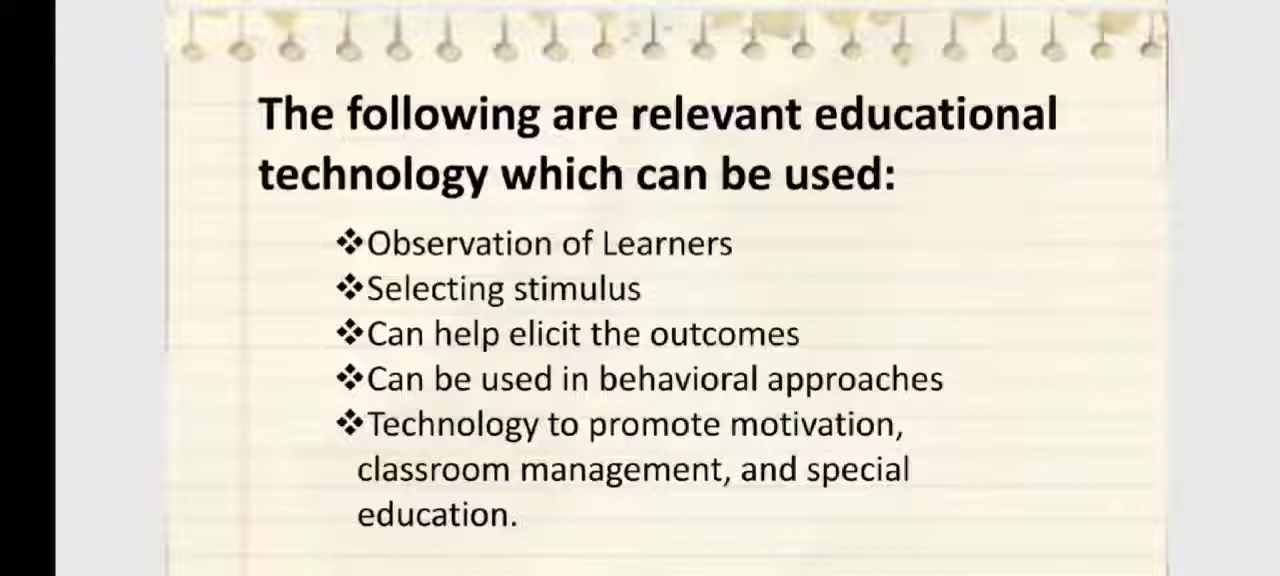 The following are relevant educational
technology which can be used:
❖Observation of Learners
❖Selecting stimulus
❖Can help elicit the outcomes
❖Can be used in behavioral approaches
❖Technology to promote motivation,
classroom management, and special
education.